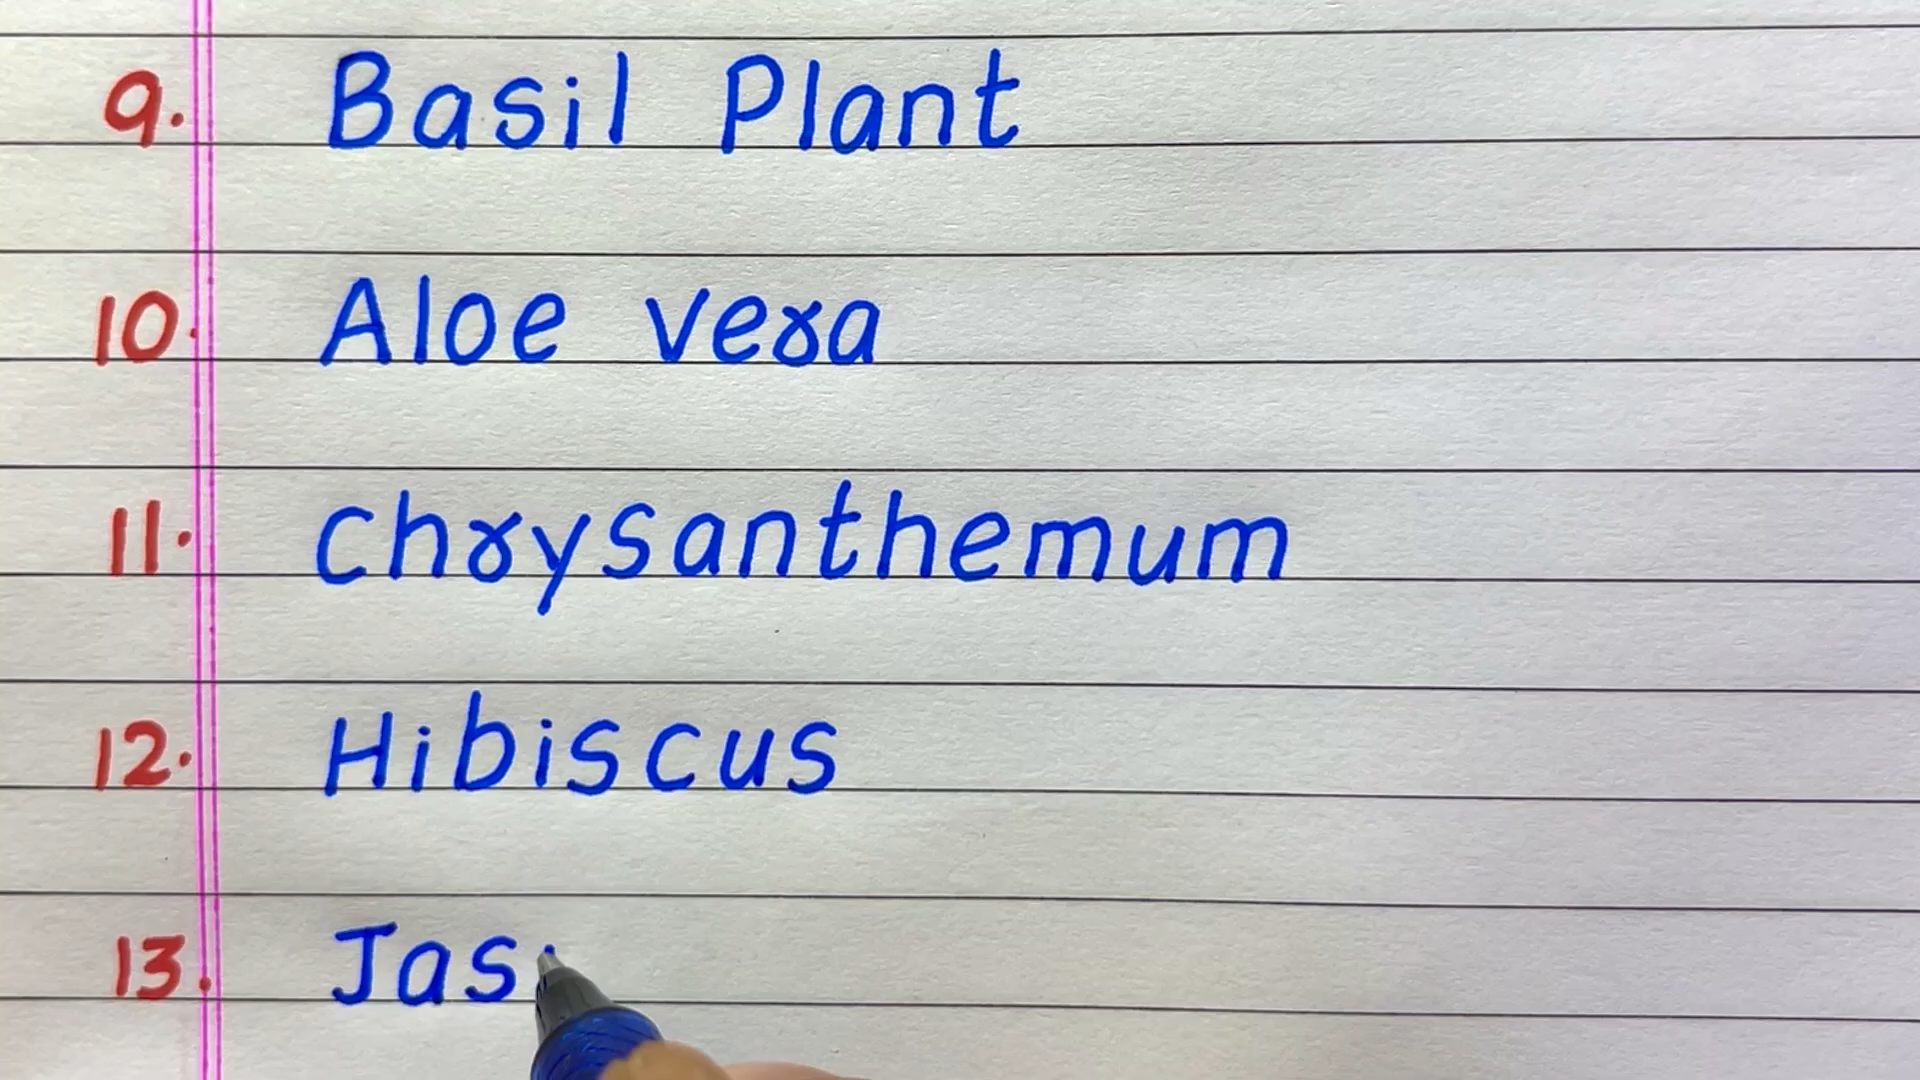 9. Basil Plant
10. Aloe vera
11. Chrysanthemum
12. Hibiscus
13. Jas